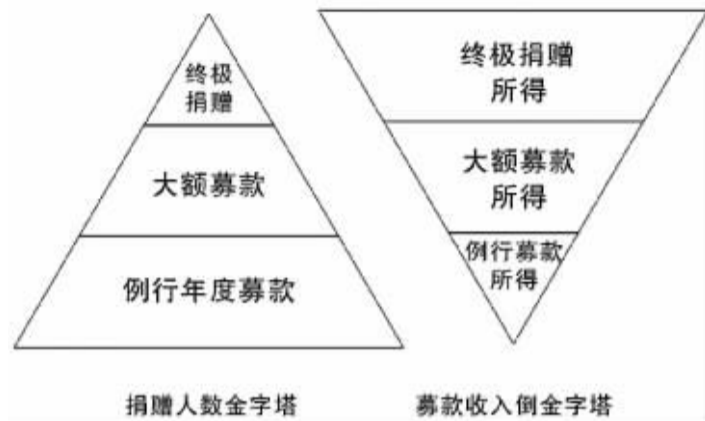 终极
捐赠
大额募款
例行年度募款
捐赠人数金字塔
终极捐赠
所得
大额募款
所得
例行募款
所得
募款收入倒金字塔